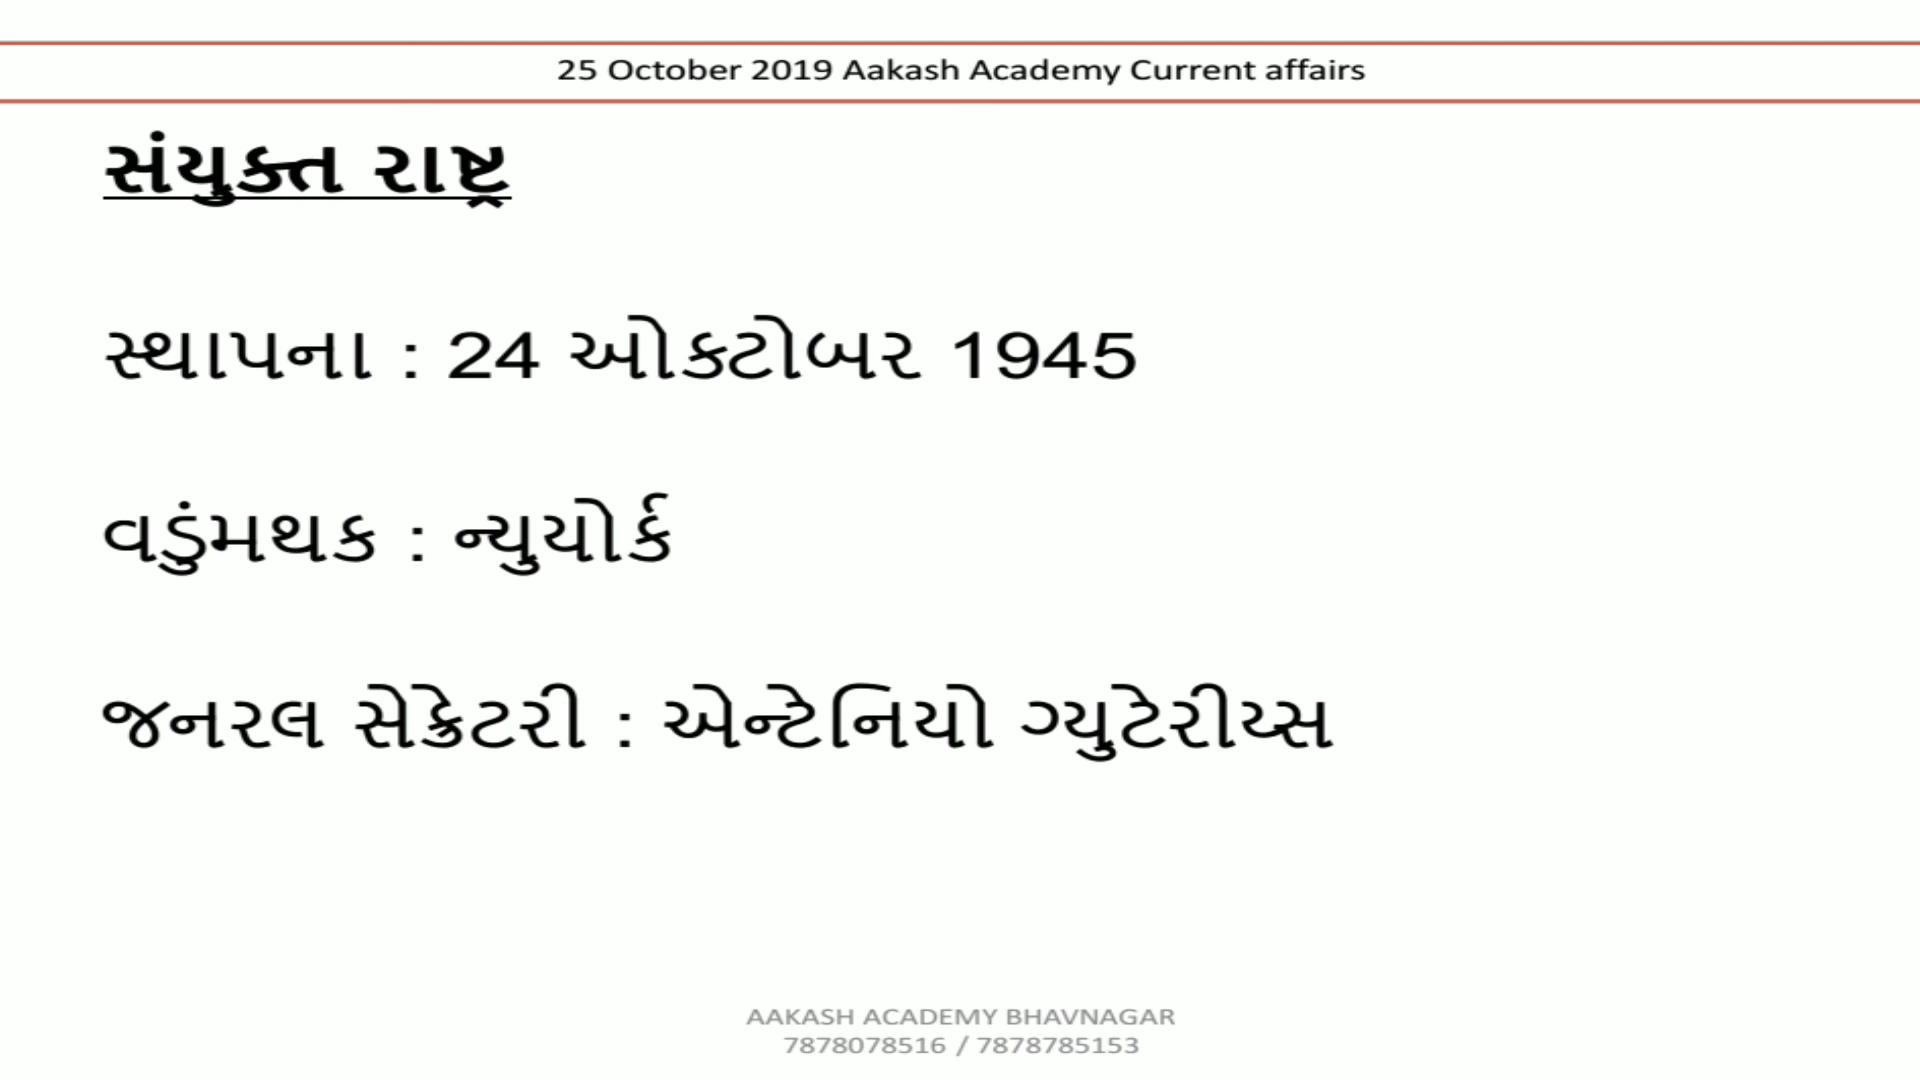 25 October 2019 Aakash Academy Current affairs
સંયુક્ત રાષ્ટ્ર
સ્થાપના : 24 ઓક્ટોબર 1945
વડુંમથક : ન્યુયોર્ક
જનરલ સેક્રેટરી : એન્ટેનિયો ગ્યુટેરીય્સ
AAKASH ACADEMY BHAVNAGAR
7878078516 / 7878785153